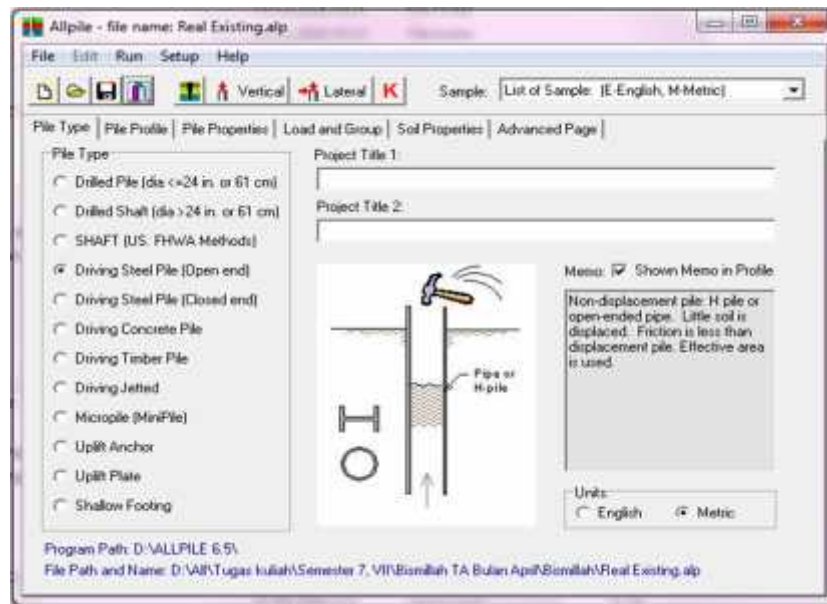 Allpile - file name: Real Existing.alp
File Edit Run Setup Help
Vertical Lateral K Sample: List of Sample: (E-English, M-Metric)
Pile Type Pile Profile Pile Properties Load and Group Soil Properties Advanced Page
Pile Type
Drilled Pile (dia <=24 in. or 61 cm)
Drilled Shaft (dia >24 in. or 61 cm)
SHAFT (US. FHWA Methods)
Driving Steel Pile (Open end)
Driving Steel Pile (Closed end)
Driving Concrete Pile
Driving Timber Pile
Driving Jetted
Micropile (MiniPile)
Uplift Anchor
Uplift Plate
Shallow Footing
Project Title 1:
Project Title 2:
Pipe or
H-pile
Memo: Shown Memo in Profile
Non-displacement pile: H pile or
open-ended pipe. Little soil is
displaced. Friction is less than
displacement pile. Effective area
is used.
Units
English Metric
Program Path: D:\ALLPILE 6.5\
File Path and Name: D:\All\Tugas kuliah\Semester 7, VII\Bismillah TA Bulan April\Bismillah\Real Existing.alp